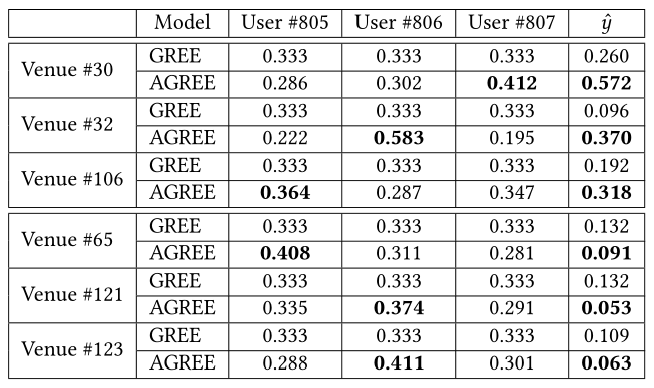 Model User #805 User #806 User #807 ŷ
Venue #30 GREE 0.333 0.333 0.333 0.260
AGREE 0.286 0.302 0.412 0.572
Venue #32 GREE 0.333 0.333 0.333 0.096
AGREE 0.222 0.583 0.195 0.370
Venue #106 GREE 0.333 0.333 0.333 0.192
AGREE 0.364 0.287 0.347 0.318
Venue #65 GREE 0.333 0.333 0.333 0.132
AGREE 0.408 0.311 0.281 0.091
Venue #121 GREE 0.333 0.333 0.333 0.132
AGREE 0.335 0.374 0.291 0.053
Venue #123 GREE 0.333 0.333 0.333 0.109
AGREE 0.288 0.411 0.301 0.063